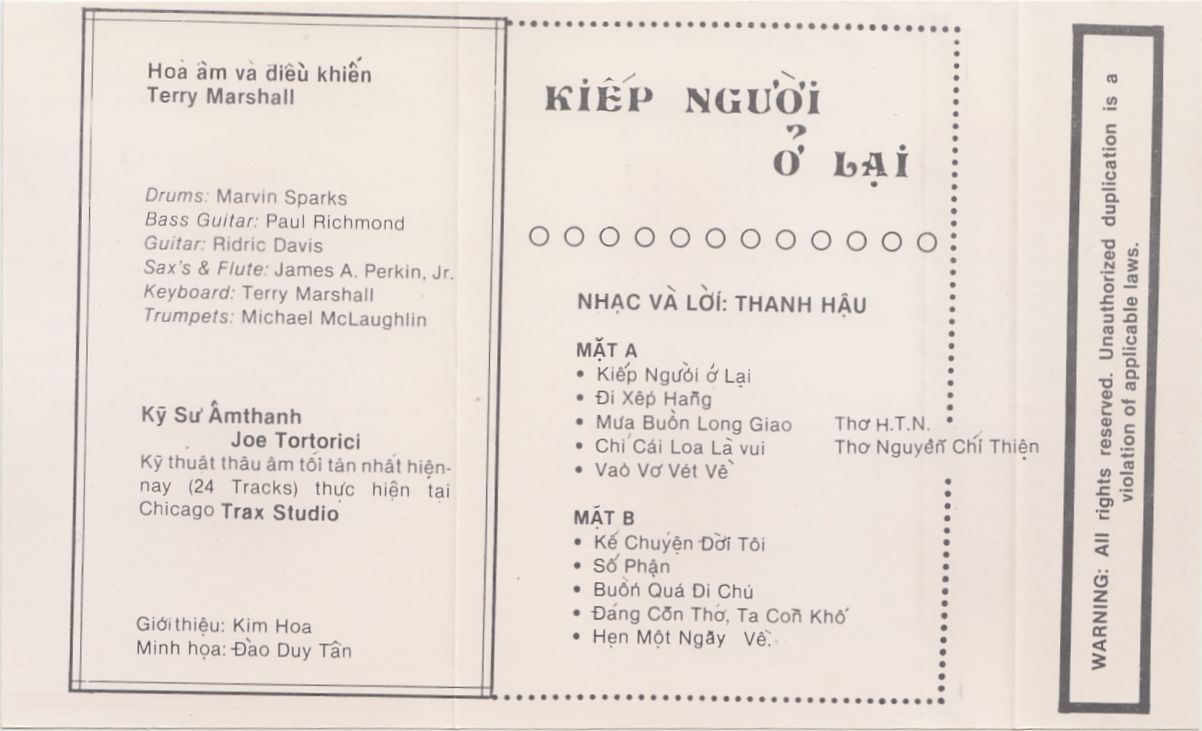 Hoà âm và điều khiển
Terry Marshall
Drums: Marvin Sparks
Bass Guitar: Paul Richmond
Guitar: Ridric Davis
Sax's & Flute: James A. Perkin, Jr.
Keyboard: Terry Marshall
Trumpets: Michael McLaughlin
Kỹ Sư Âmthanh
Joe Tortorici
Kỹ thuật thâu âm tối tân nhất hiện-
nay (24 Tracks) thực hiện tại
Chicago Trax Studio
Giới thiệu: Kim Hoa
Minh họa: Đào Duy Tân
KIẾP NGƯỜI
Ở LẠI
NHẠC VÀ LỜI: THANH HẬU
MẶT A
• Kiếp Người ở Lại
• Đi Xếp Hàng
• Mưa Buồn Long Giao Thơ H.T.N.
• Chỉ Cái Loa Là vui Thơ Nguyễn Chí Thiện
• Vaò Vơ Vét Về
MẶT B
• Kể Chuyện Đời Tôi
• Số Phận
• Buồn Quá Đi Chú
• Đảng Còn Thở, Ta Còn Khổ
• Hẹn Một Ngày Về.
WARNING: All rights reserved. Unauthorized duplication is a
violation of applicable laws.